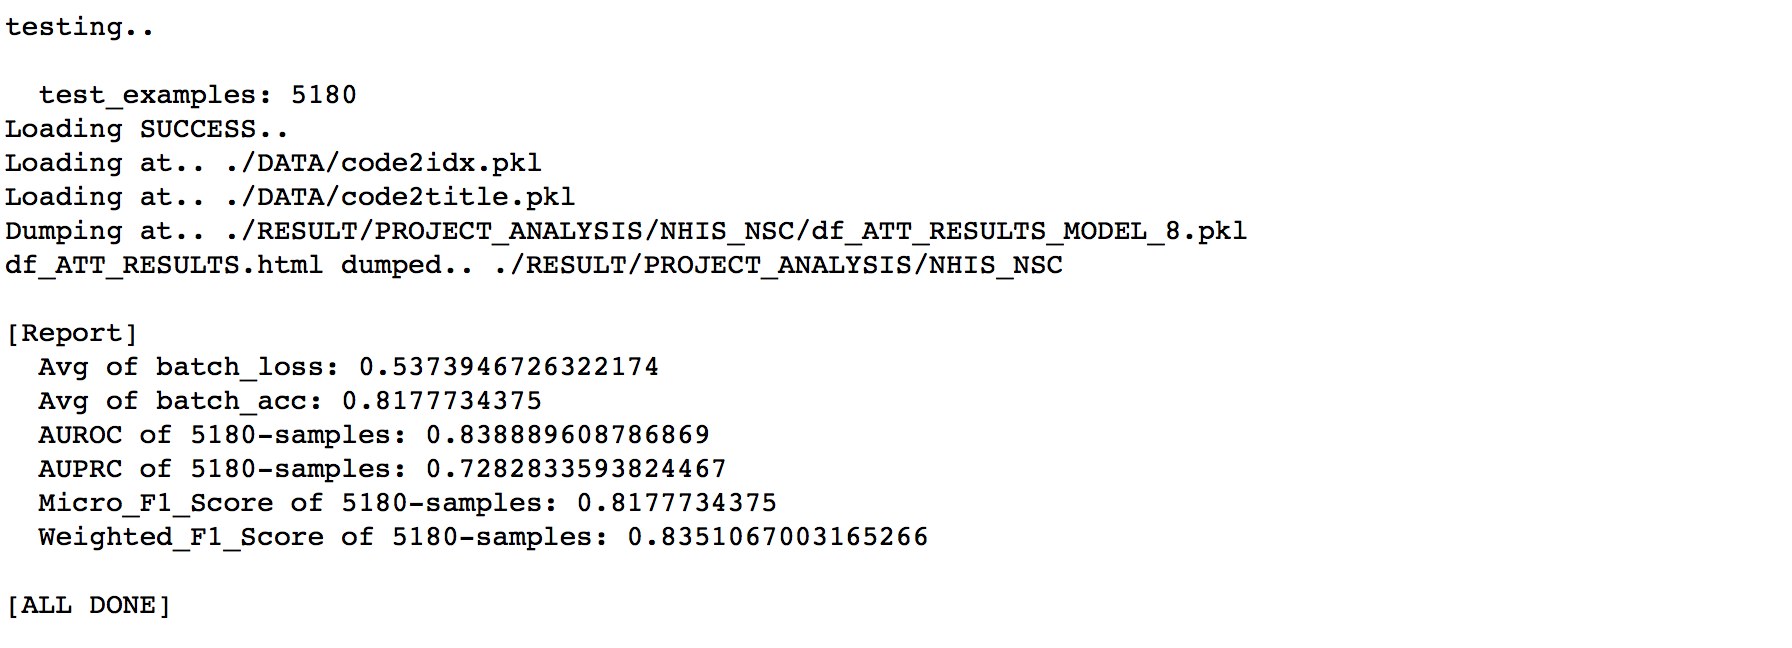 testing..
test_examples: 5180
Loading SUCCESS..
Loading at.. ./DATA/code2idx.pkl
Loading at.. ./DATA/code2title.pkl
Dumping at.. ./RESULT/PROJECT_ANALYSIS/NHIS_NSC/df_ATT_RESULTS_MODEL_8.pkl
df_ATT_RESULTS.html dumped.. ./RESULT/PROJECT_ANALYSIS/NHIS_NSC
[Report]
Avg of batch_loss: 0.5373946726322174
Avg of batch_acc: 0.8177734375
AUROC of 5180-samples: 0.838889608786869
AUPRC of 5180-samples: 0.7282833593824467
Micro_F1_Score of 5180-samples: 0.8177734375
Weighted_F1_Score of 5180-samples: 0.8351067003165266
[ALL DONE]